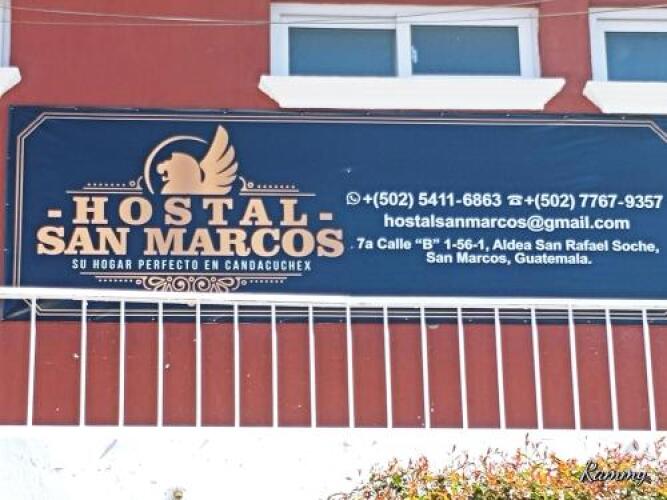 - HOSTAL -
SAN MARCOS
SU HOGAR PERFECTO EN CANDACUCHEX
+(502) 5411-6863 ☎+(502) 7767-9357
hostalsanmarcos@gmail.com
. 7a Calle “B” 1-56-1, Aldea San Rafael Soche,
San Marcos, Guatemala.
Rammy